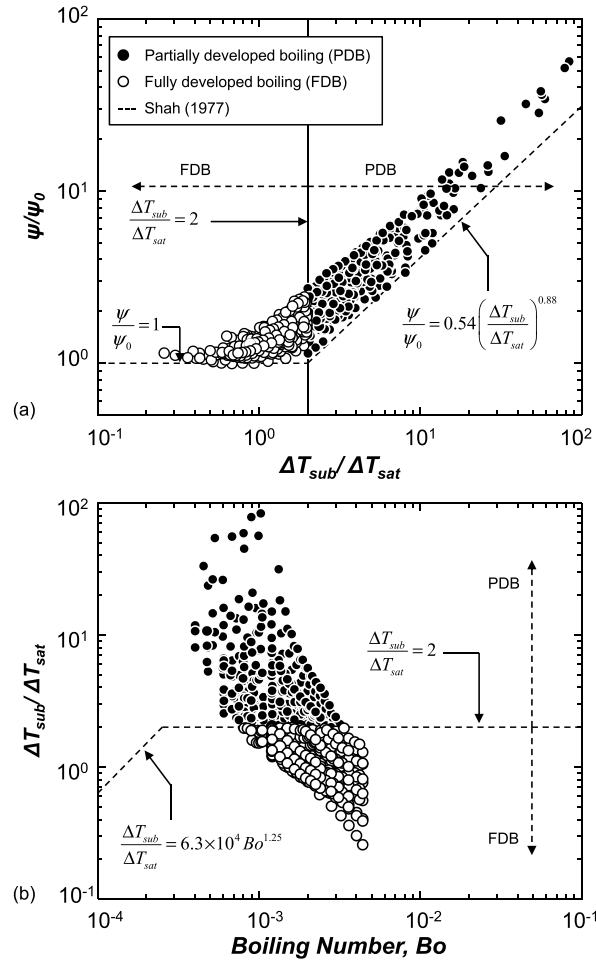 10²
Partially developed boiling (PDB)
Fully developed boiling (FDB)
Shah (1977)
FDB
PDB
10¹
ψ/ψ₀
ΔT_sub/ΔT_sat = 2
ψ/ψ₀ = 1
ψ/ψ₀ = 0.54(ΔT_sub/ΔT_sat)^0.88
10⁰
(a)
10⁻¹ 10⁰ 10¹ 10²
ΔT_sub/ΔT_sat
10²
PDB
10¹
ΔT_sub/ΔT_sat = 2
ΔT_sub/ΔT_sat
10⁰
ΔT_sub/ΔT_sat = 6.3×10⁴ Bo^1.25
FDB
(b)
10⁻¹
10⁻⁴ 10⁻³ 10⁻² 10⁻¹
Boiling Number, Bo